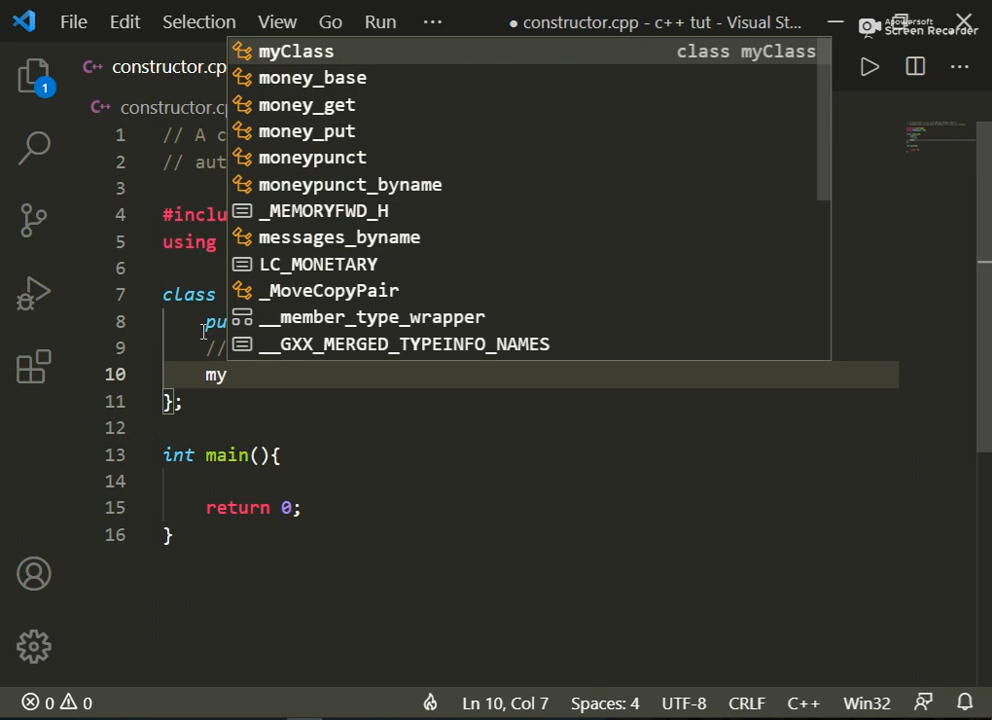 File Edit Selection View Go Run ··· ● constructor.cpp - c++ tut - Visual St...
Apowersoft
Screen Recorder
C++ constructor.cp
C++ constructor.c
1 // A c
2 // aut
3
4 #inclu
5 using
6
7 class
8 pu
9 //
10 my
11 };
12
13 int main(){
14
15 return 0;
16 }
myClass class myClass
money_base
money_get
money_put
moneypunct
moneypunct_byname
_MEMORYFWD_H
messages_byname
LC_MONETARY
_MoveCopyPair
__member_type_wrapper
__GXX_MERGED_TYPEINFO_NAMES
1
0 0 Ln 10, Col 7 Spaces: 4 UTF-8 CRLF C++ Win32